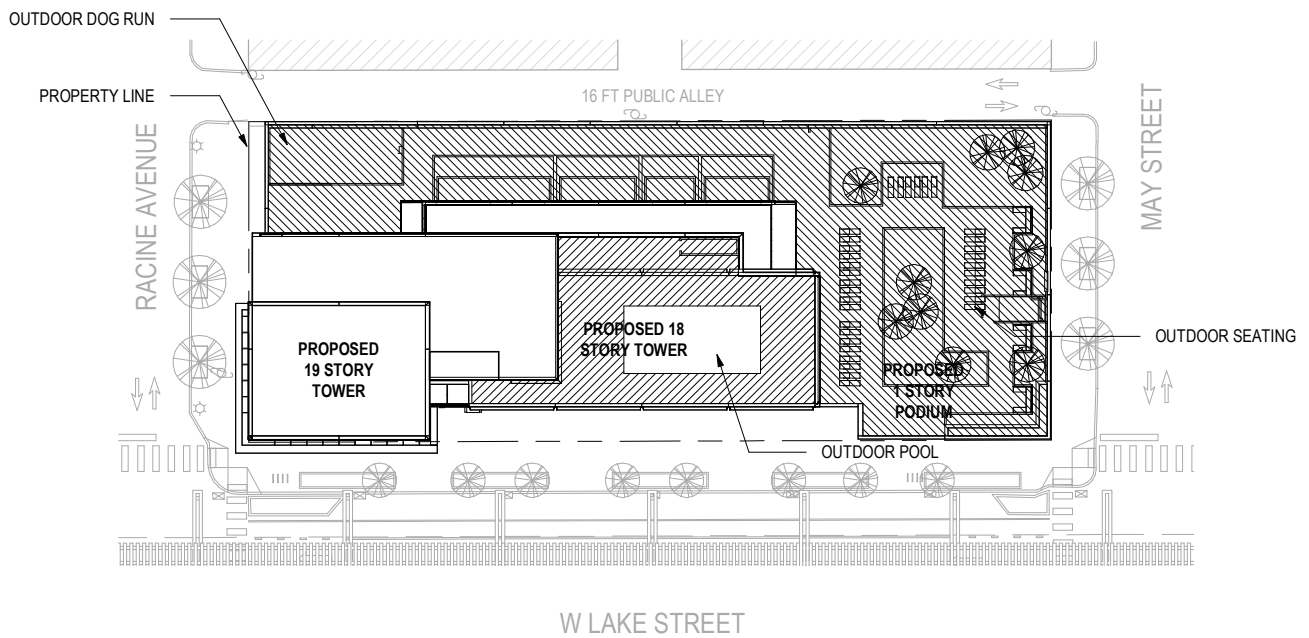 OUTDOOR DOG RUN
PROPERTY LINE
16 FT PUBLIC ALLEY
RACINE AVENUE
MAY STREET
PROPOSED
19 STORY
TOWER
PROPOSED 18
STORY TOWER
OUTDOOR SEATING
PROPOSED
1 STORY
PODIUM
OUTDOOR POOL
W LAKE STREET